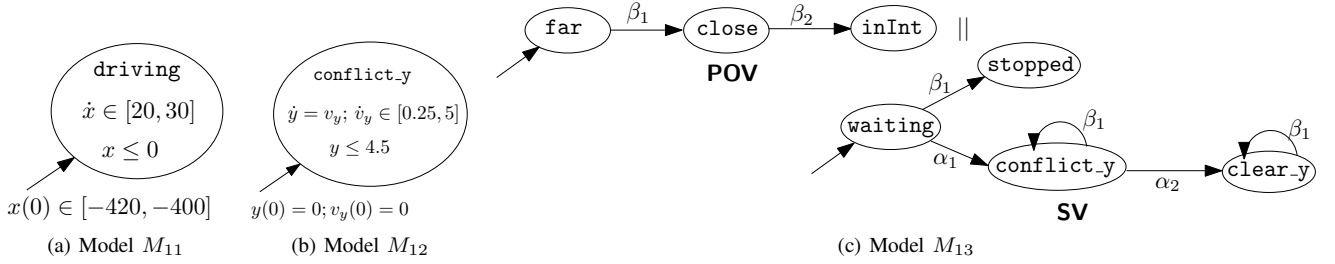 driving
ẋ ∈ [20, 30]
x ≤ 0
x(0) ∈ [−420, −400]
(a) Model M₁₁
conflict_y
ẏ = v_y; v̇_y ∈ [0.25, 5]
y ≤ 4.5
y(0) = 0; v_y(0) = 0
(b) Model M₁₂
far
β₁
close
β₂
inInt
||
POV
stopped
β₁
waiting
α₁
β₁
conflict_y
α₂
β₁
clear_y
SV
(c) Model M₁₃